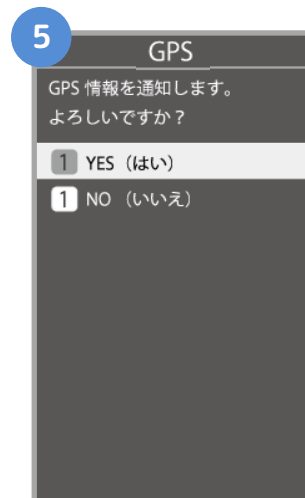 5
GPS
GPS 情報を通知します。
よろしいですか？
1 YES（はい）
1 NO （いいえ）